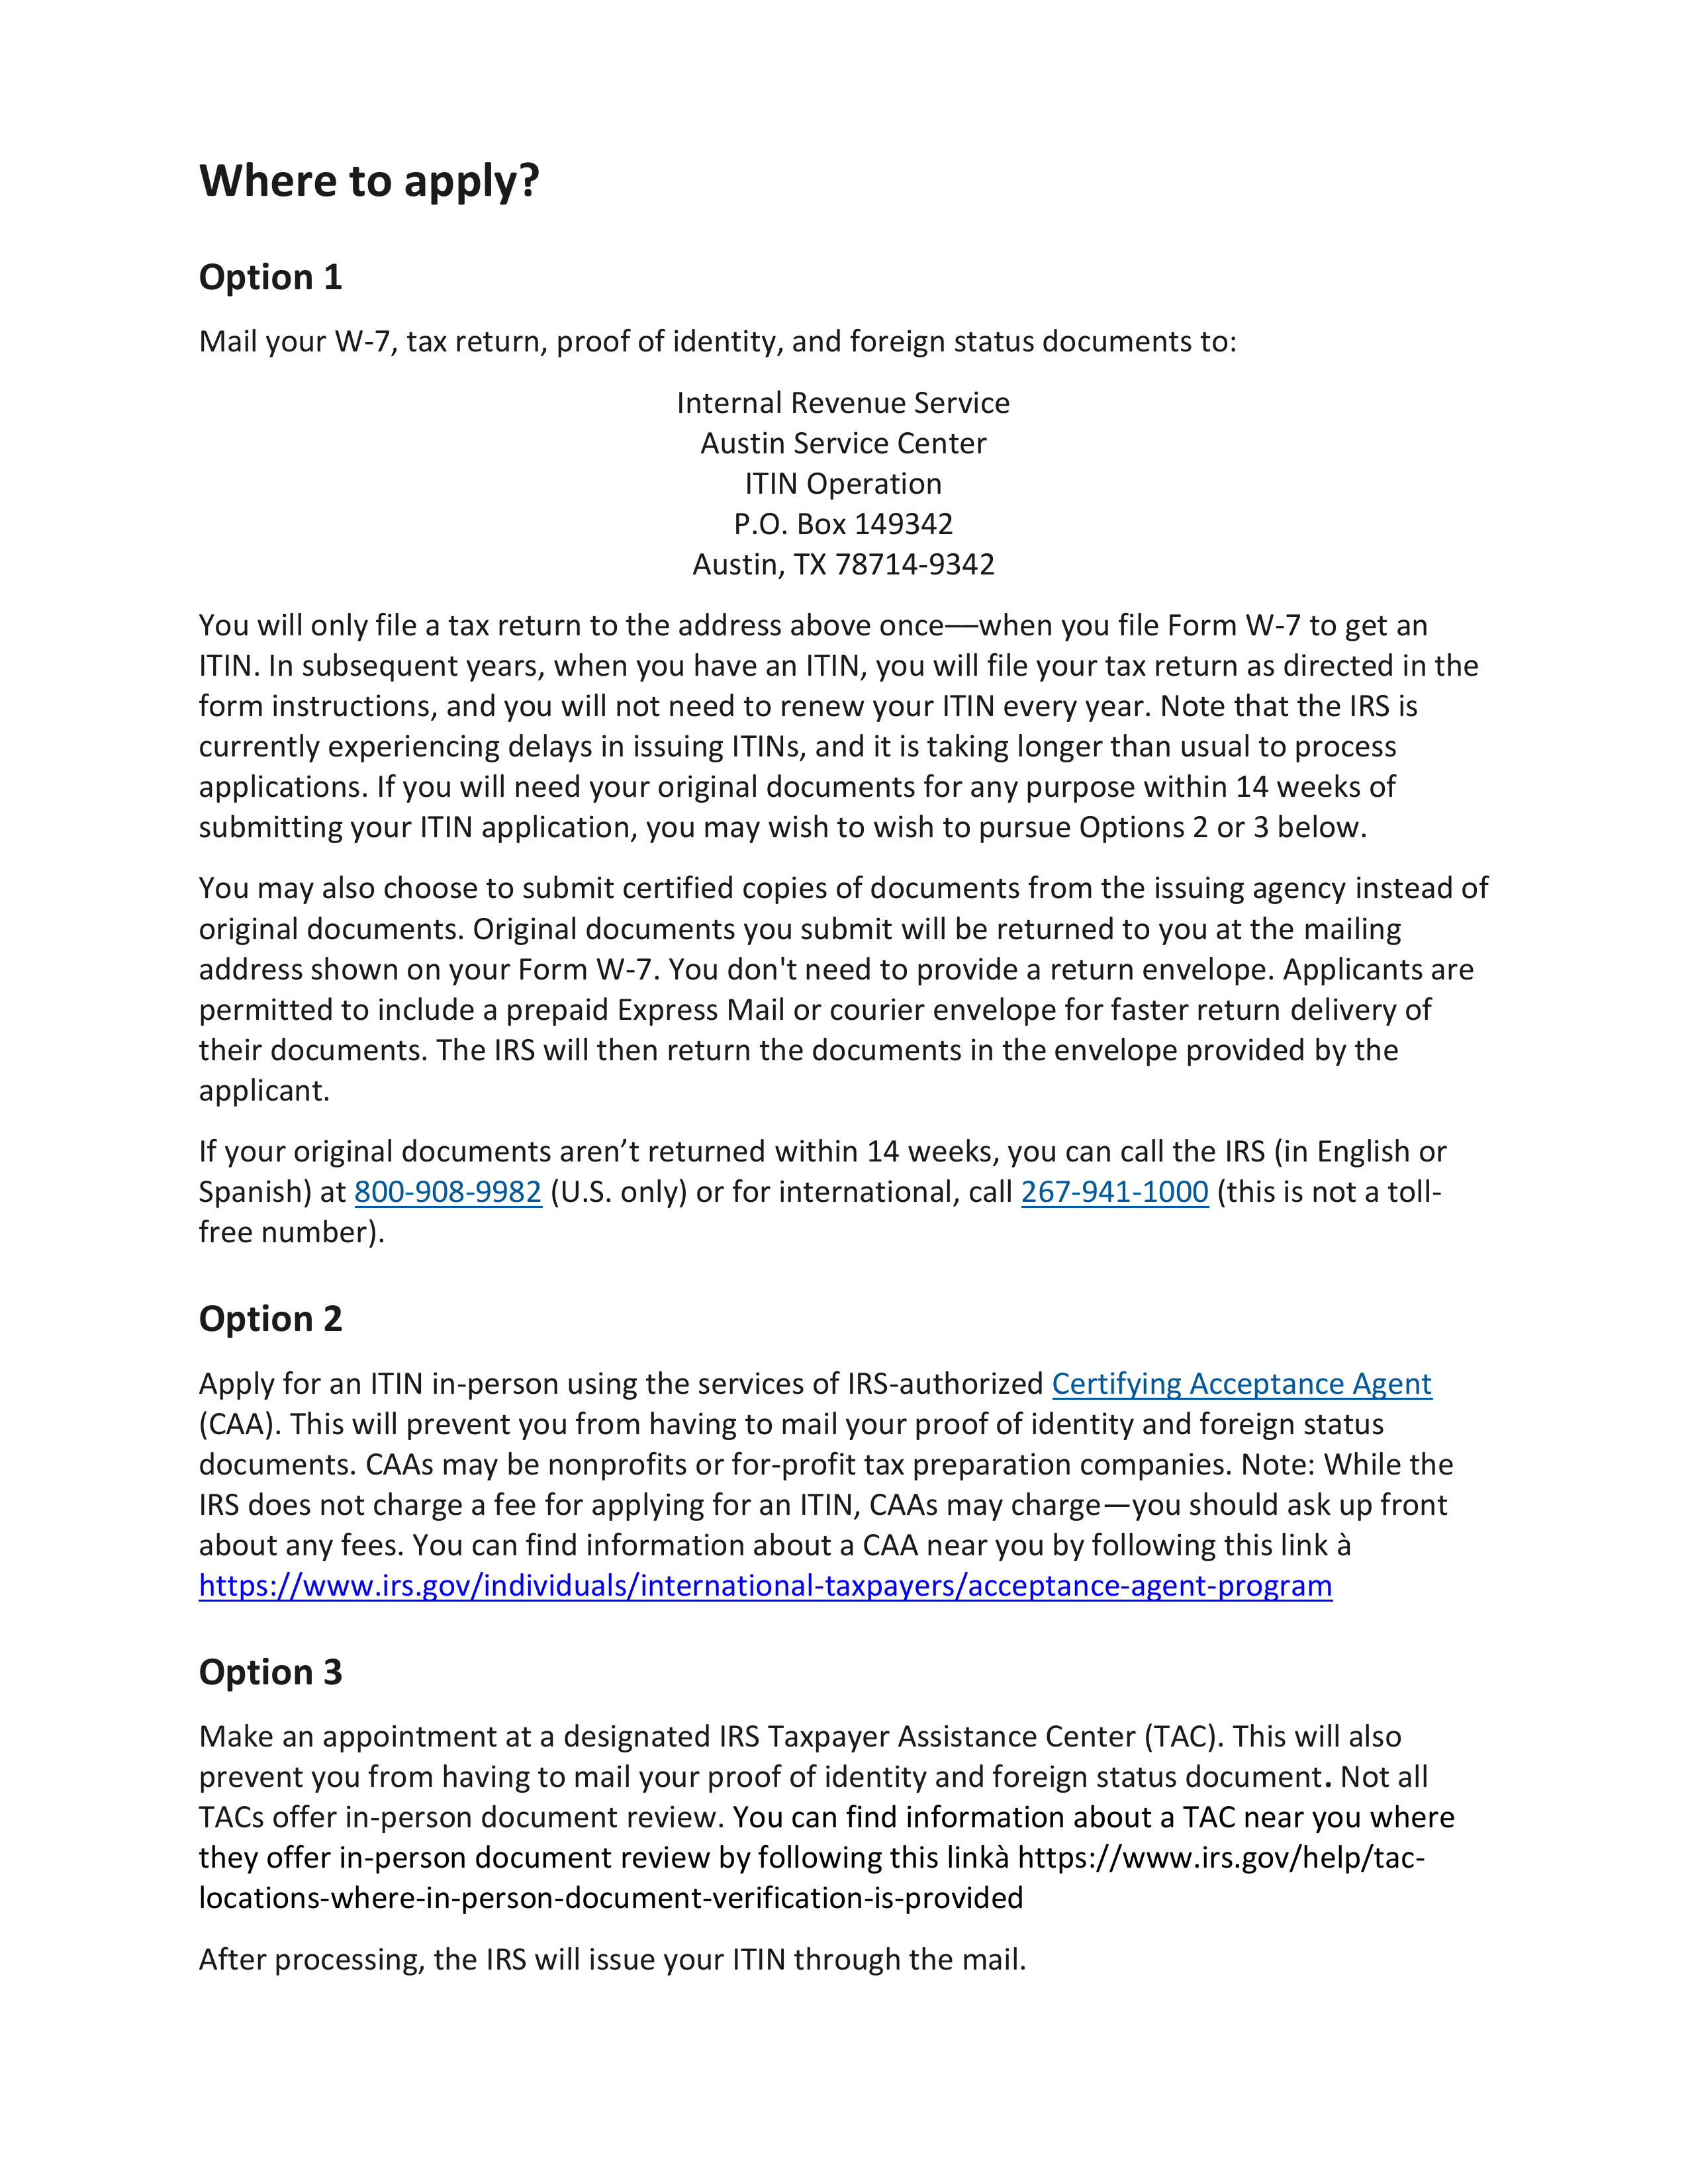 Where to apply?
Option 1
Mail your W-7, tax return, proof of identity, and foreign status documents to:
Internal Revenue Service
Austin Service Center
ITIN Operation
P.O. Box 149342
Austin, TX 78714-9342
You will only file a tax return to the address above once—when you file Form W-7 to get an
ITIN. In subsequent years, when you have an ITIN, you will file your tax return as directed in the
form instructions, and you will not need to renew your ITIN every year. Note that the IRS is
currently experiencing delays in issuing ITINs, and it is taking longer than usual to process
applications. If you will need your original documents for any purpose within 14 weeks of
submitting your ITIN application, you may wish to wish to pursue Options 2 or 3 below.
You may also choose to submit certified copies of documents from the issuing agency instead of
original documents. Original documents you submit will be returned to you at the mailing
address shown on your Form W-7. You don't need to provide a return envelope. Applicants are
permitted to include a prepaid Express Mail or courier envelope for faster return delivery of
their documents. The IRS will then return the documents in the envelope provided by the
applicant.
If your original documents aren’t returned within 14 weeks, you can call the IRS (in English or
Spanish) at 800-908-9982 (U.S. only) or for international, call 267-941-1000 (this is not a toll-
free number).
Option 2
Apply for an ITIN in-person using the services of IRS-authorized Certifying Acceptance Agent
(CAA). This will prevent you from having to mail your proof of identity and foreign status
documents. CAAs may be nonprofits or for-profit tax preparation companies. Note: While the
IRS does not charge a fee for applying for an ITIN, CAAs may charge—you should ask up front
about any fees. You can find information about a CAA near you by following this link à
https://www.irs.gov/individuals/international-taxpayers/acceptance-agent-program
Option 3
Make an appointment at a designated IRS Taxpayer Assistance Center (TAC). This will also
prevent you from having to mail your proof of identity and foreign status document. Not all
TACs offer in-person document review. You can find information about a TAC near you where
they offer in-person document review by following this linkà https://www.irs.gov/help/tac-
locations-where-in-person-document-verification-is-provided
After processing, the IRS will issue your ITIN through the mail.